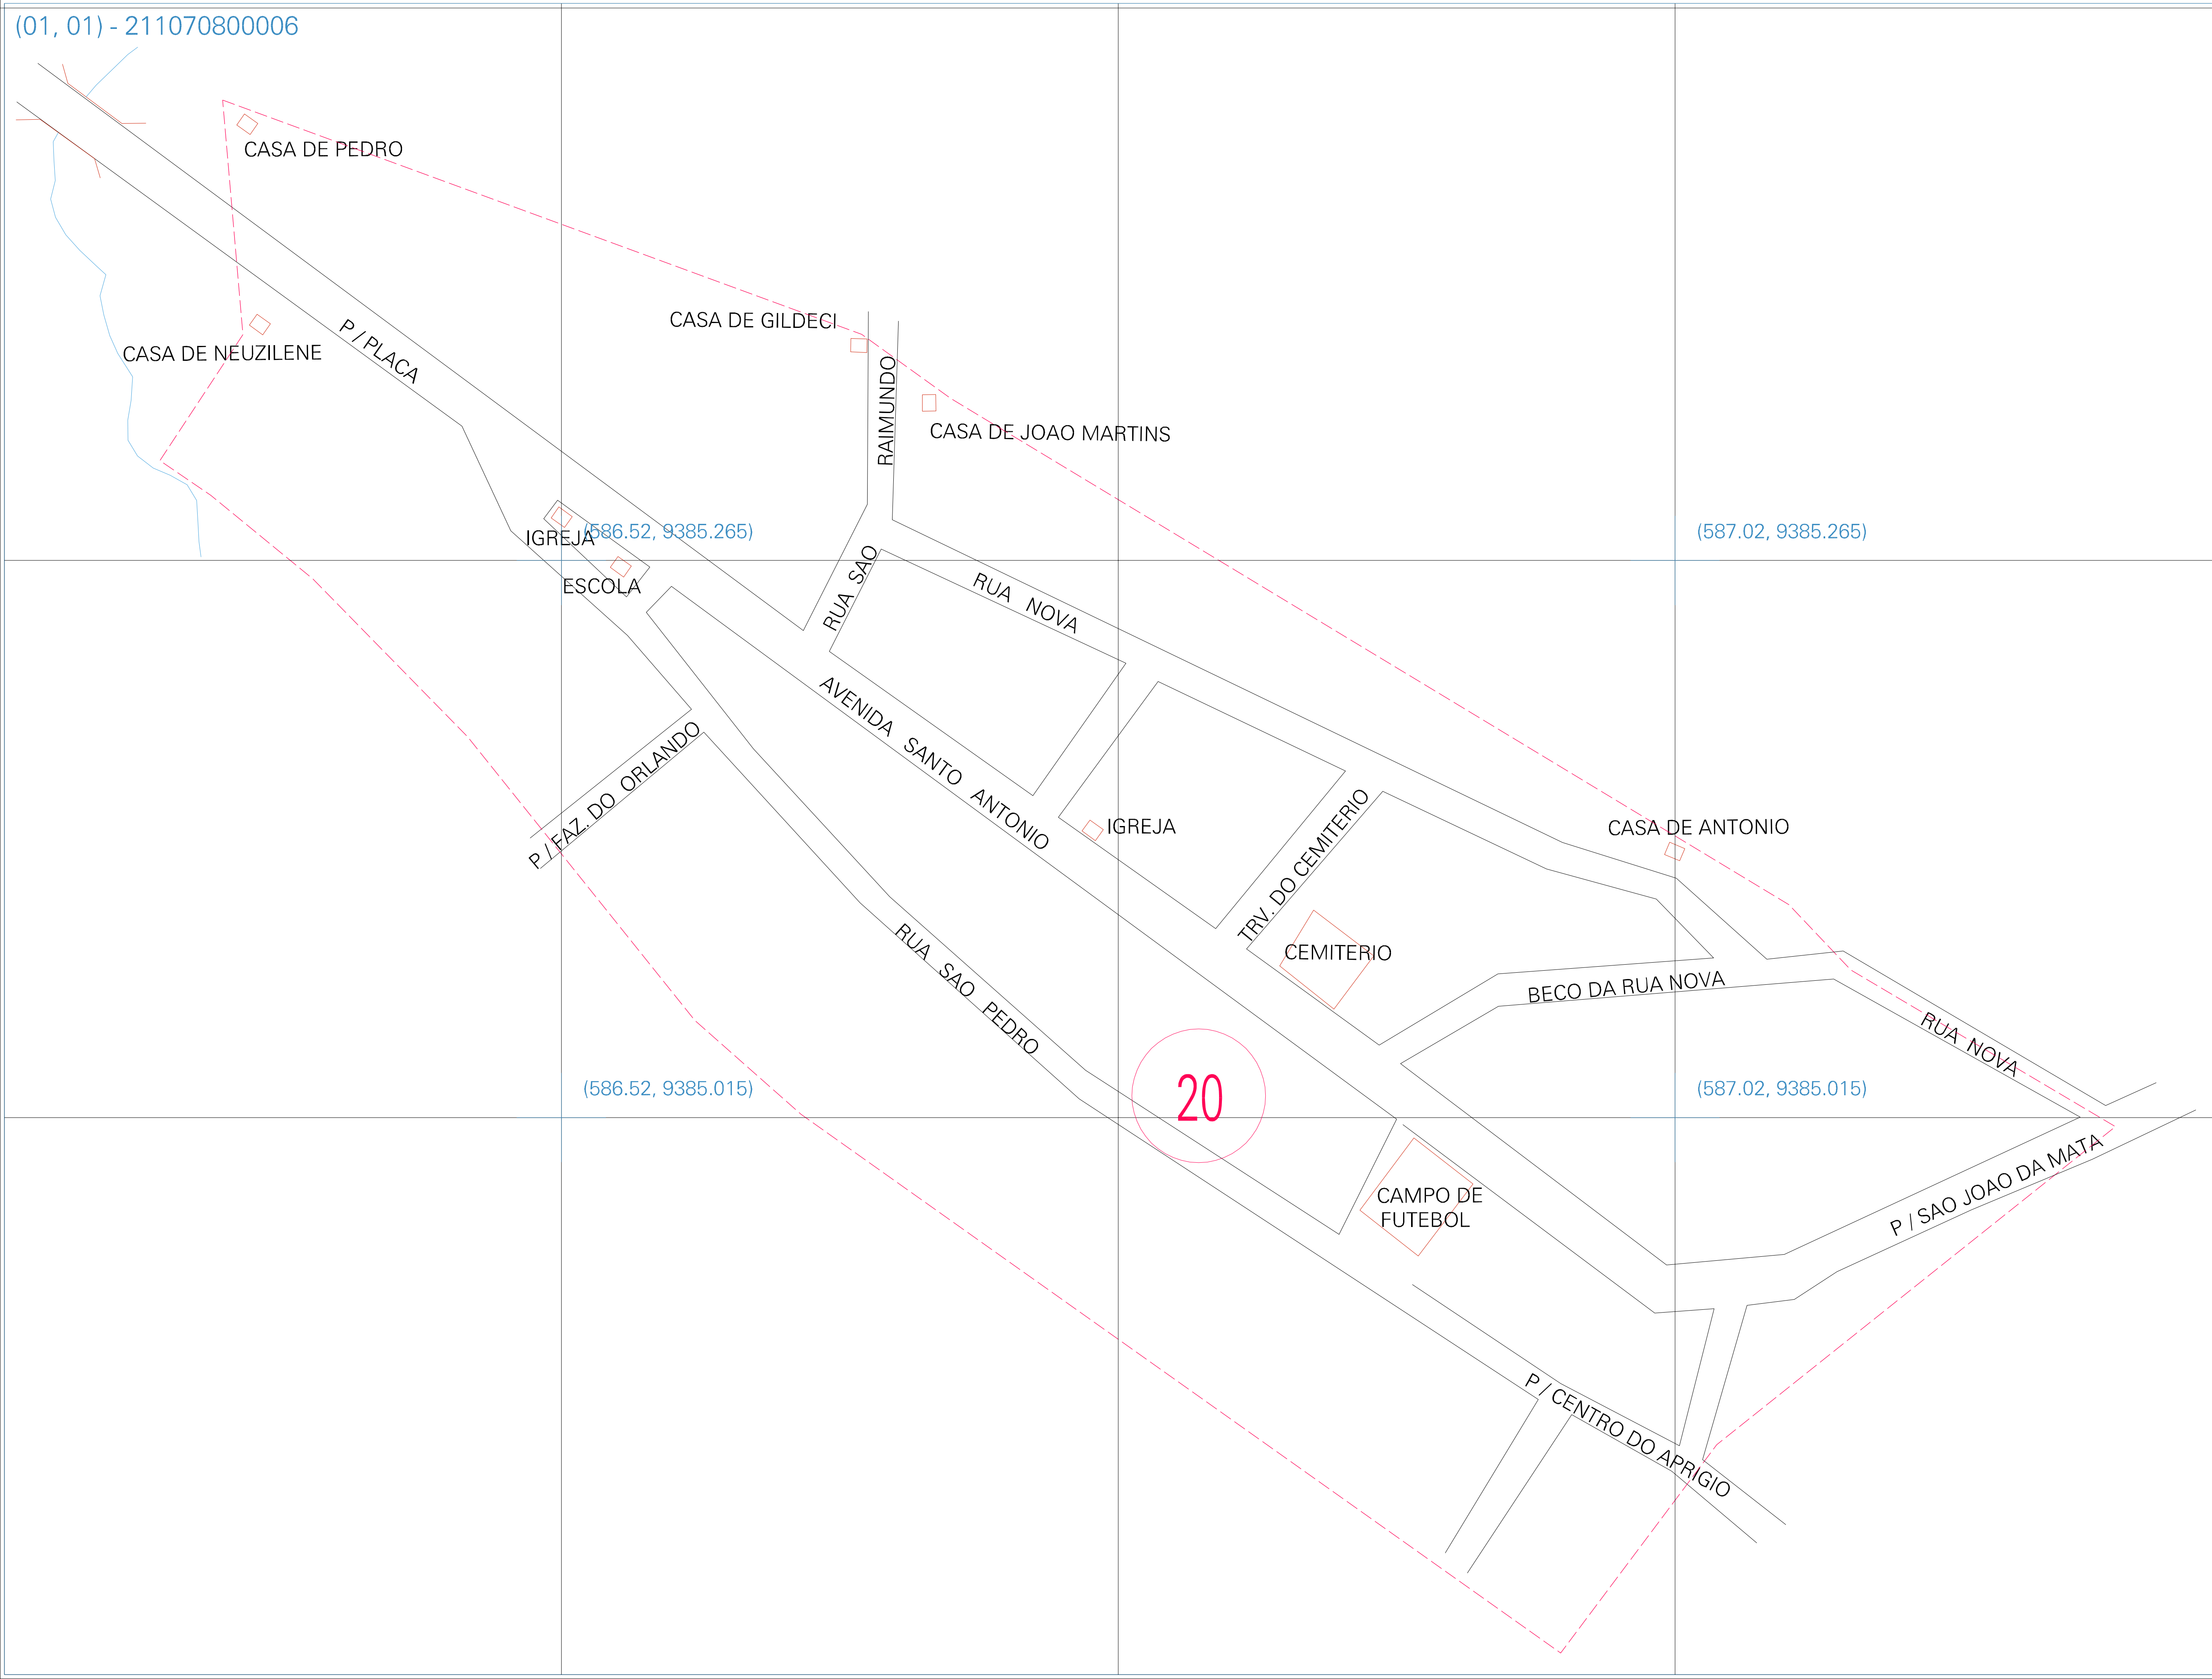 (01, 01) - 211070800006
CASA DE PEDRO
CASA DE GILDECI
CASA DE NEUZILENE
P / PLACA
RAIMUNDO
CASA DE JOAO MARTINS
IGREJA
(586.52, 9385.265)
(587.02, 9385.265)
ESCOLA
RUA SAO
RUA NOVA
AVENIDA SANTO ANTONIO
P / FAZ. DO ORLANDO
IGREJA
TRV. DO CEMITERIO
CASA DE ANTONIO
CEMITERIO
RUA SAO PEDRO
BECO DA RUA NOVA
RUA NOVA
(586.52, 9385.015)
20
(587.02, 9385.015)
CAMPO DE
FUTEBOL
P / SAO JOAO DA MATA
P / CENTRO DO APRIGIO